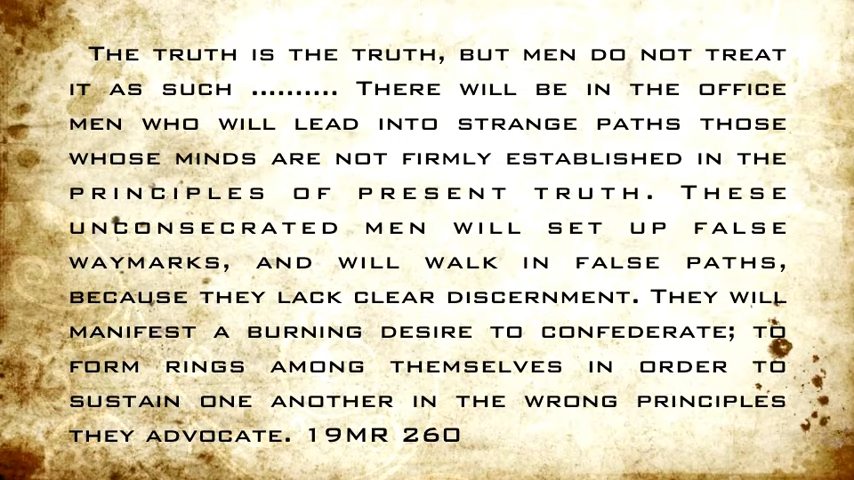 The truth is the truth, but men do not treat
it as such .......... There will be in the office
men who will lead into strange paths those
whose minds are not firmly established in the
principles of present truth. These
unconsecrated men will set up false
waymarks, and will walk in false paths,
because they lack clear discernment. They will
manifest a burning desire to confederate; to
form rings among themselves in order to
sustain one another in the wrong principles
they advocate. 19MR 260